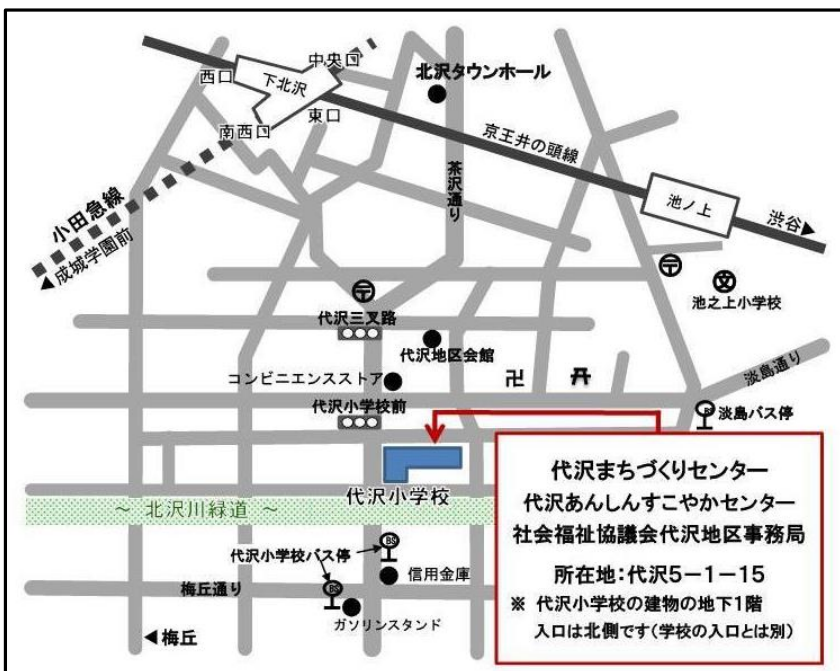 中央口
西口
下北沢
北沢タウンホール
東口
南西口
京王井の頭線
茶沢通り
池ノ上
渋谷▶
小田急線
◀成城学園前
〒
〒
文
池之上小学校
代沢三叉路
代沢地区会館
コンビニエンスストア
卍
淡島通り
代沢小学校前
BS
淡島バス停
代沢小学校
～ 北沢川緑道 ～
代沢まちづくりセンター
代沢あんしんすこやかセンター
社会福祉協議会代沢地区事務局
所在地:代沢5-1-15
※ 代沢小学校の建物の地下1階
入口は北側です(学校の入口とは別)
BS
代沢小学校バス停
信用金庫
梅丘通り
BS
ガソリンスタンド
◀梅丘